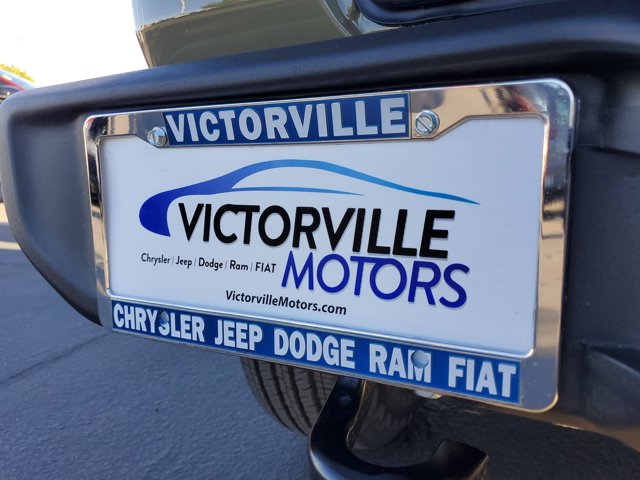 VICTORVILLE
VICTORVILLE
Chrysler | Jeep | Dodge | Ram | FIAT MOTORS
VictorvilleMotors.com
CHRYSLER JEEP DODGE RAM FIAT